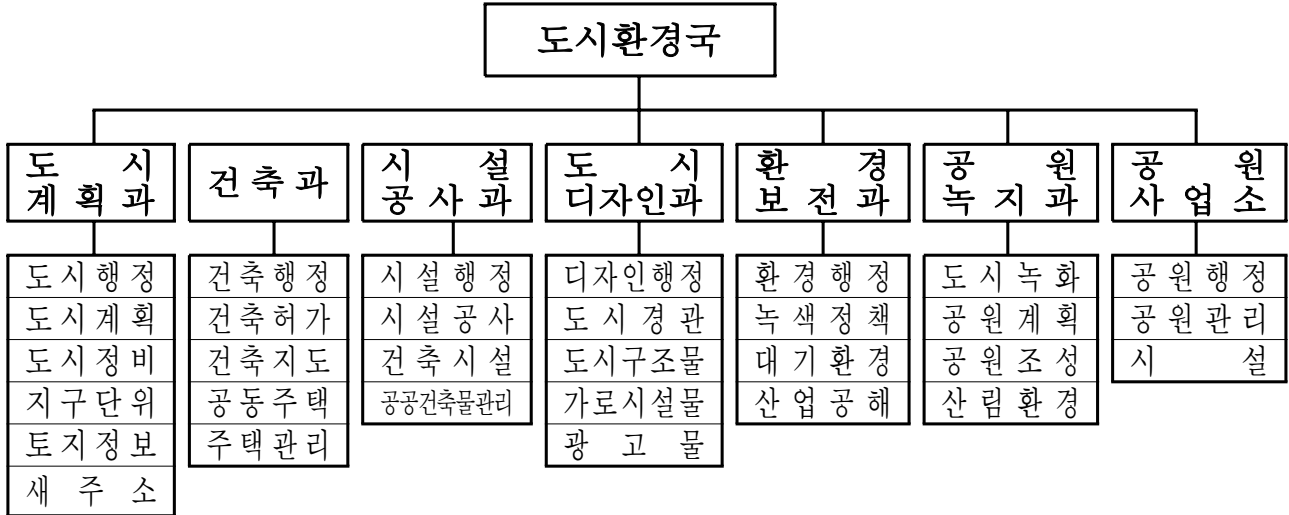 도시환경국
도 시
계 획 과
건 축 과
시 설
공 사 과
도 시
디자인과
환 경
보 전 과
공 원
녹 지 과
공 원
사 업 소
도 시 행 정
도 시 계 획
도 시 정 비
지 구 단 위
토 지 정 보
새 주 소
건 축 행 정
건 축 허 가
건 축 지 도
공 동 주 택
주 택 관 리
시 설 행 정
시 설 공 사
건 축 시 설
공공건축물관리
디자인행정
도 시 경 관
도시구조물
가로시설물
광 고 물
환 경 행 정
녹 색 정 책
대 기 환 경
산 업 공 해
도 시 녹 화
공 원 계 획
공 원 조 성
산 림 환 경
공 원 행 정
공 원 관 리
시 설